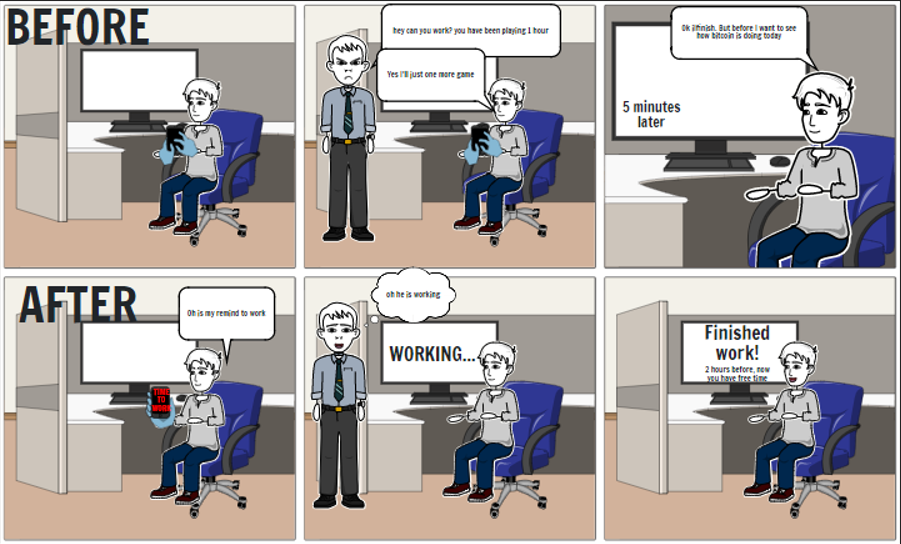 BEFORE
hey can you work? you have been playing 1 hour
Yes I'll just one more game
Ok illfinish. But before I want to see
how bitcoin is doing today
5 minutes
later
AFTER
Oh is my remind to work
TIME
TO
WORK
oh he is working
WORKING...
Finished
work!
2 hours before, now
you have free time